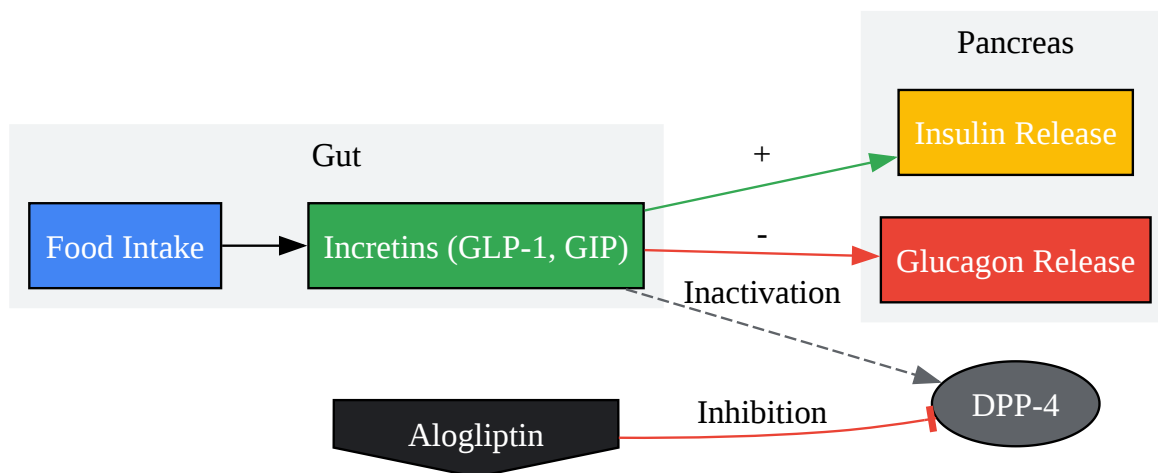 Pancreas
Insulin Release
Gut
+
Food Intake
Incretins (GLP-1, GIP)
-
Glucagon Release
Inactivation
DPP-4
Inhibition
Alogliptin